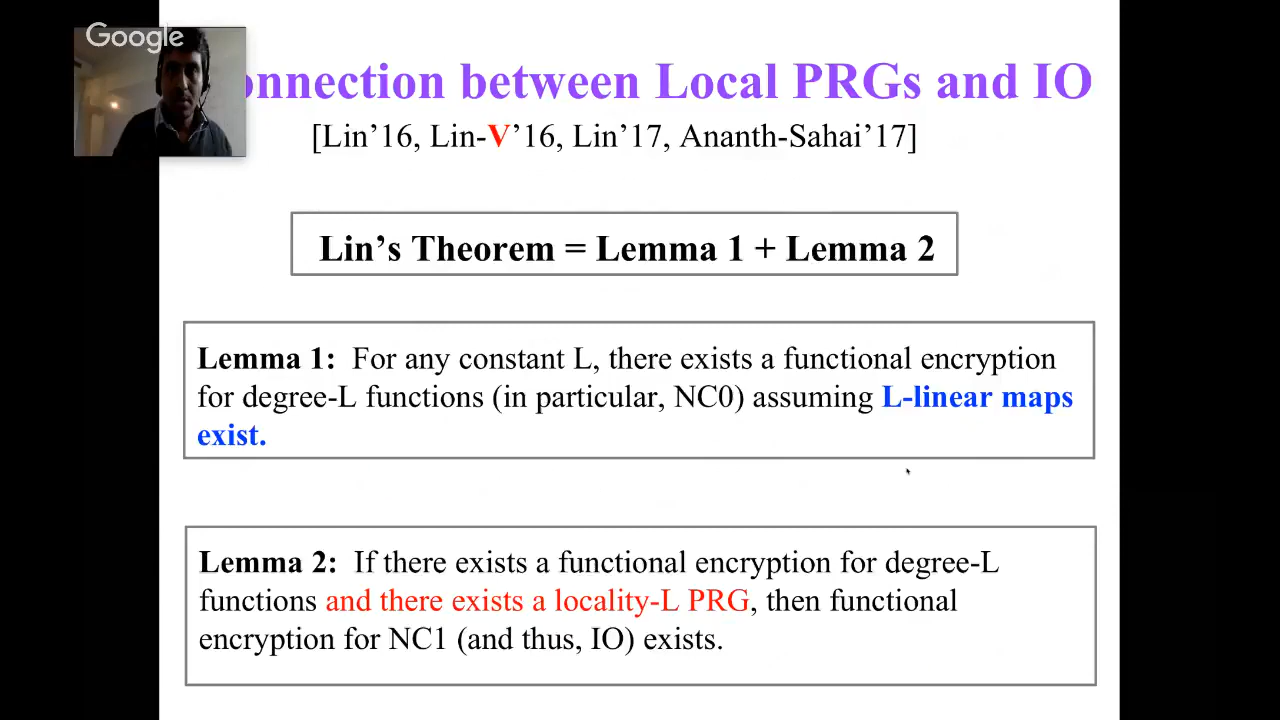 Google
onnection between Local PRGs and IO
[Lin’16, Lin-V’16, Lin’17, Ananth-Sahai’17]
Lin’s Theorem = Lemma 1 + Lemma 2
Lemma 1: For any constant L, there exists a functional encryption
for degree-L functions (in particular, NC0) assuming L-linear maps
exist.
Lemma 2: If there exists a functional encryption for degree-L
functions and there exists a locality-L PRG, then functional
encryption for NC1 (and thus, IO) exists.